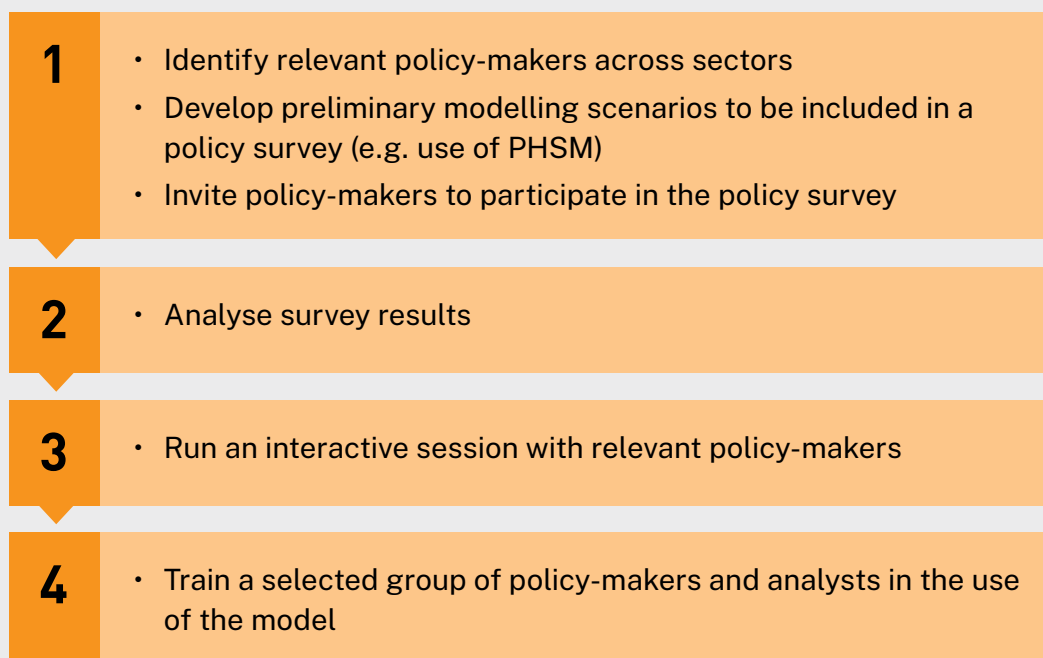 1
• Identify relevant policy-makers across sectors
• Develop preliminary modelling scenarios to be included in a
policy survey (e.g. use of PHSM)
• Invite policy-makers to participate in the policy survey
2
• Analyse survey results
3
• Run an interactive session with relevant policy-makers
4
• Train a selected group of policy-makers and analysts in the use
of the model